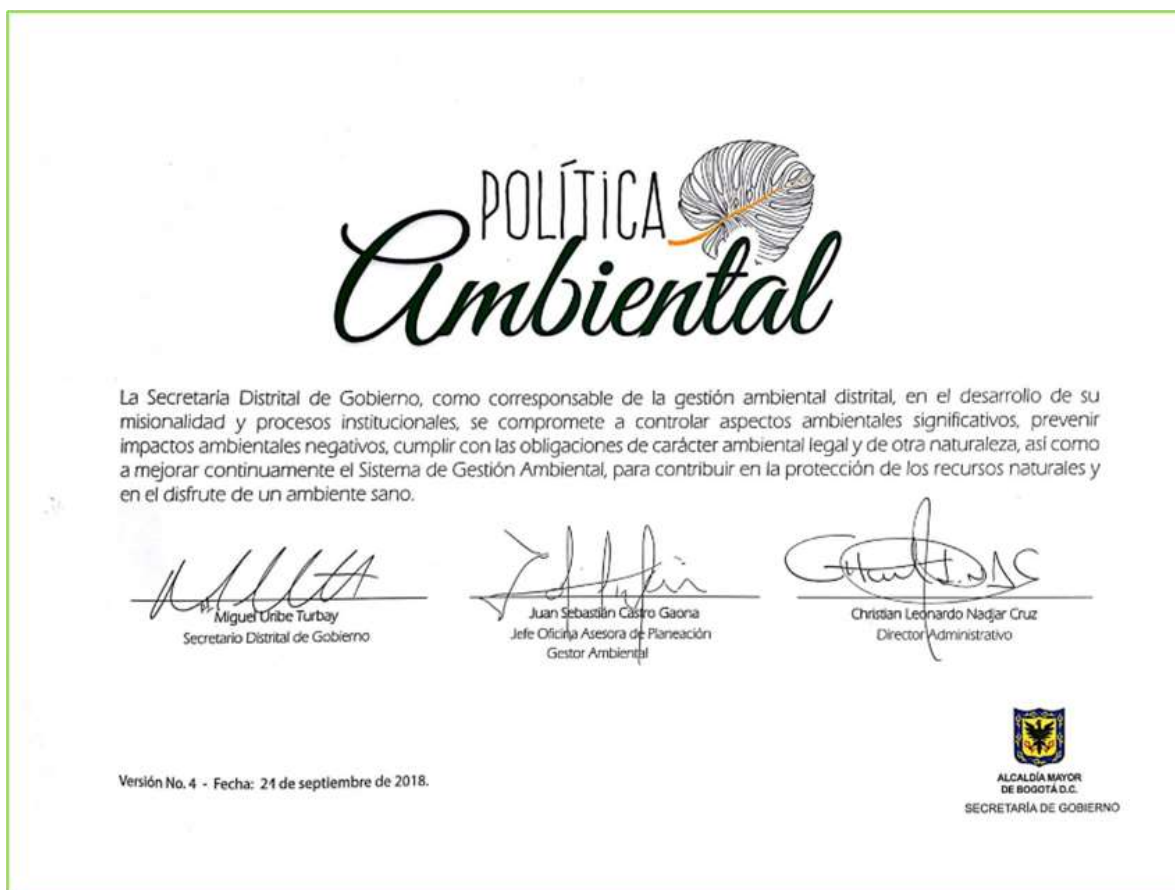 POLÍTICA
Ambiental
La Secretaría Distrital de Gobierno, como corresponsable de la gestión ambiental distrital, en el desarrollo de su
misionalidad y procesos institucionales, se compromete a controlar aspectos ambientales significativos, prevenir
impactos ambientales negativos, cumplir con las obligaciones de carácter ambiental legal y de otra naturaleza, así como
a mejorar continuamente el Sistema de Gestión Ambiental, para contribuir en la protección de los recursos naturales y
en el disfrute de un ambiente sano.
Miguel Uribe Turbay
Secretario Distrital de Gobierno
Juan Sebastián Castro Gaona
Jefe Oficina Asesora de Planeación
Gestor Ambiental
Christian Leonardo Nadjar Cruz
Director Administrativo
Versión No. 4 - Fecha: 21 de septiembre de 2018.
ALCALDÍA MAYOR
DE BOGOTÁ D.C.
SECRETARÍA DE GOBIERNO